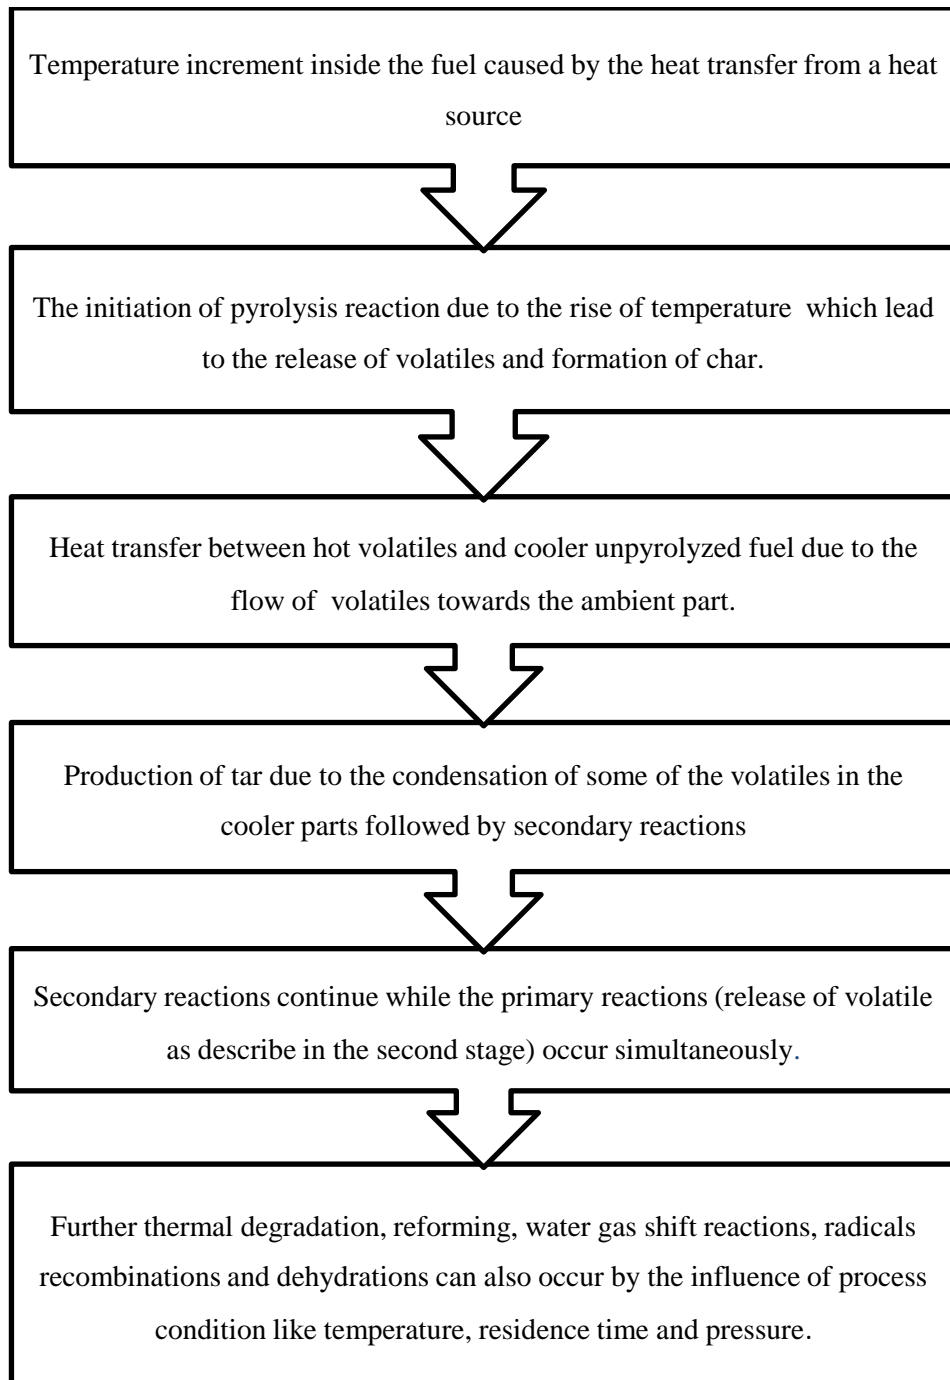 Temperature increment inside the fuel caused by the heat transfer from a heat
source
The initiation of pyrolysis reaction due to the rise of temperature which lead
to the release of volatiles and formation of char.
Heat transfer between hot volatiles and cooler unpyrolyzed fuel due to the
flow of volatiles towards the ambient part.
Production of tar due to the condensation of some of the volatiles in the
cooler parts followed by secondary reactions
Secondary reactions continue while the primary reactions (release of volatile
as describe in the second stage) occur simultaneously.
Further thermal degradation, reforming, water gas shift reactions, radicals
recombinations and dehydrations can also occur by the influence of process
condition like temperature, residence time and pressure.